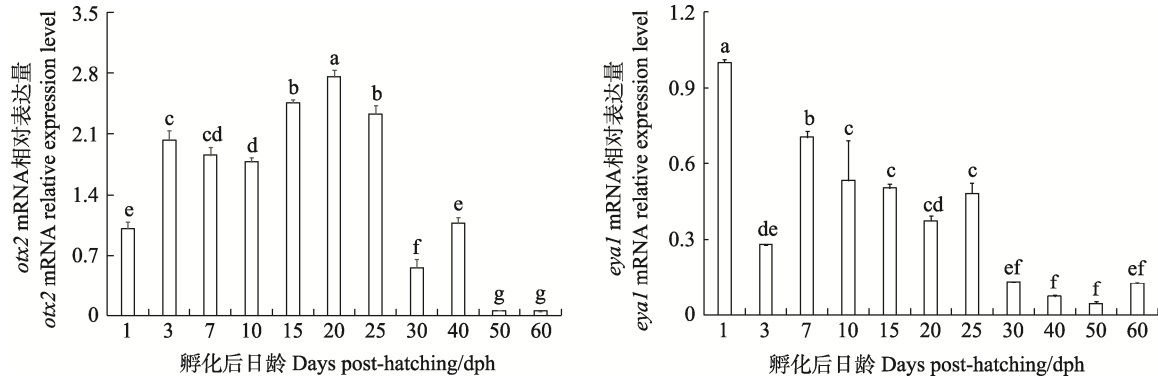 otx2 mRNA相对表达量
otx2 mRNA relative expression level
3.5
2.8
2.1
1.4
0.7
0
e
c
cd
d
b
a
b
f
e
g
g
1 3 7 10 15 20 25 30 40 50 60
孵化后日龄 Days post-hatching/dph
eya1 mRNA相对表达量
eya1 mRNA relative expression level
1.2
0.9
0.6
0.3
0
a
de
b
c
c
cd
c
ef
f
f
ef
1 3 7 10 15 20 25 30 40 50 60
孵化后日龄 Days post-hatching/dph